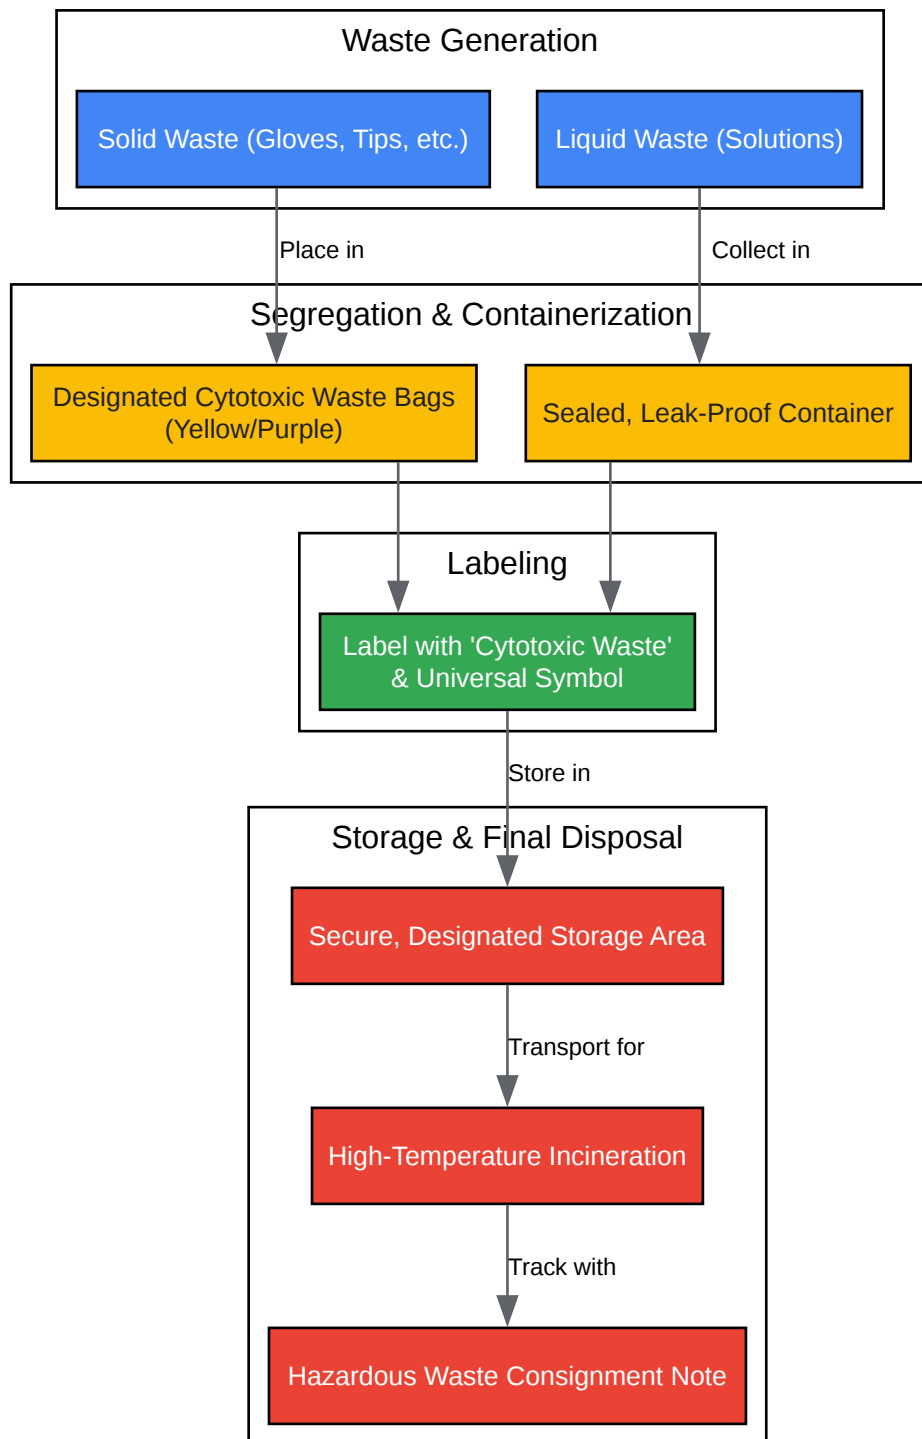 Waste Generation
Solid Waste (Gloves, Tips, etc.)
Liquid Waste (Solutions)
Place in
Collect in
Segregation & Containerization
Designated Cytotoxic Waste Bags
(Yellow/Purple)
Sealed, Leak-Proof Container
Labeling
Label with 'Cytotoxic Waste'
& Universal Symbol
Store in
Storage & Final Disposal
Secure, Designated Storage Area
Transport for
High-Temperature Incineration
Track with
Hazardous Waste Consignment Note